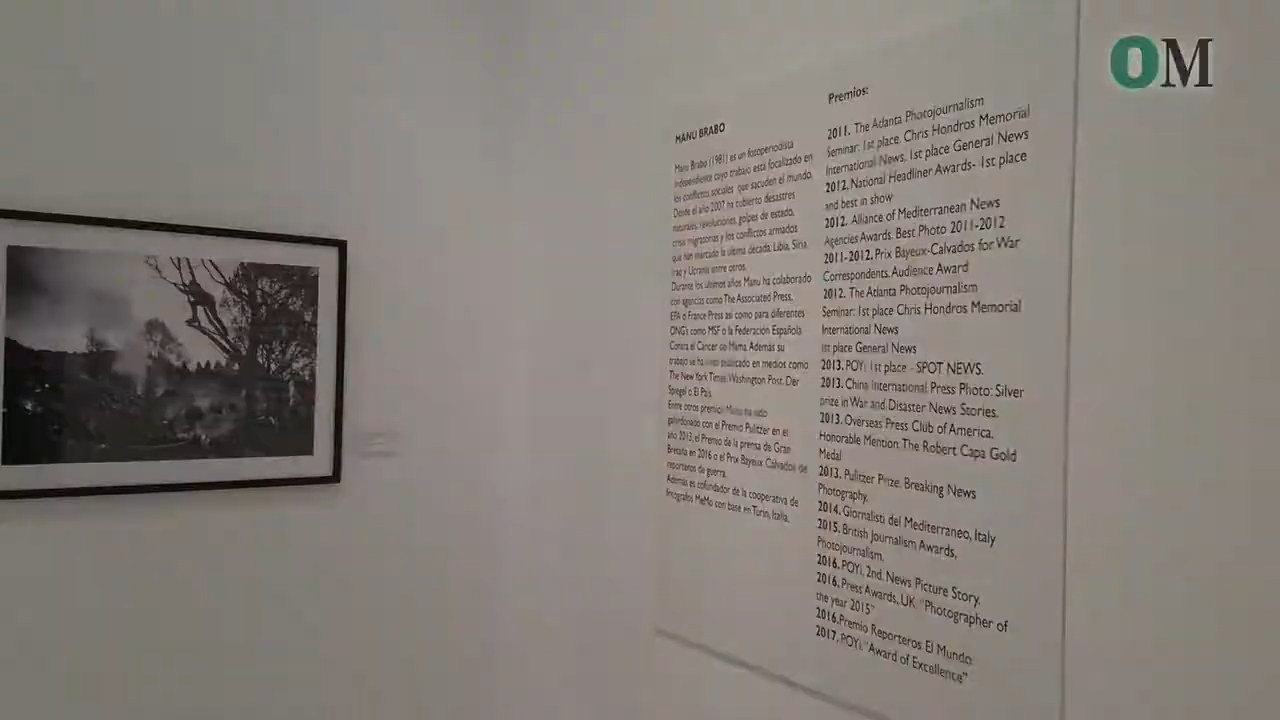 OM
MANU BRABO
Manu Brabo (1981) es un fotoperiodista
independiente cuyo trabajo está focalizado en
los conflictos sociales que sacuden el mundo.
Desde el año 2007 ha cubierto desastres
naturales, revoluciones, golpes de estado,
crisis migratorias y los conflictos armados
que han marcado la última década: Libia, Siria,
Iraq y Ucrania entre otros.
Durante los últimos años Manu ha colaborado
con agencias como The Associated Press,
EFA o France Press así como para diferentes
ONG's como MSF o la Federación Española
Contra el Cáncer de Mama. Además su
trabajo se ha visto publicado en medios como
The New York Times, Washington Post, Der
Spiegel o El País.
Entre otros premios Manu ha sido
galardonado con el Premio Pulitzer en el
año 2013, el Premio de la prensa de Gran
Bretaña en 2016 o el Prix Bayeux Calvados de
reporteros de guerra.
Además es cofundador de la cooperativa de
fotógrafos MeMo con base en Turín, Italia.
Premios:
2011. The Atlanta Photojournalism
Seminar: 1st place. Chris Hondros Memorial
International News, 1st place General News
2012. National Headliner Awards- 1st place
and best in show
2012. Alliance of Mediterranean News
Agencies Awards. Best Photo 2011-2012
2011-2012. Prix Bayeux-Calvados for War
Correspondents. Audience Award
2012. The Atlanta Photojournalism
Seminar: 1st place Chris Hondros Memorial
International News
1st place General News
2013. POYi 1st place - SPOT NEWS.
2013. China International Press Photo: Silver
prize in War and Disaster News Stories.
2013. Overseas Press Club of America.
Honorable Mention: The Robert Capa Gold
Medal
2013. Pulitzer Prize. Breaking News
Photography.
2014. Giornalisti del Mediterraneo, Italy
2015. British Journalism Awards,
Photojournalism.
2016. POYi, 2nd. News Picture Story.
2016. Press Awards, UK. "Photographer of
the year 2015"
2016.Premio Reporteros El Mundo.
2017. POYi. "Award of Excellence"